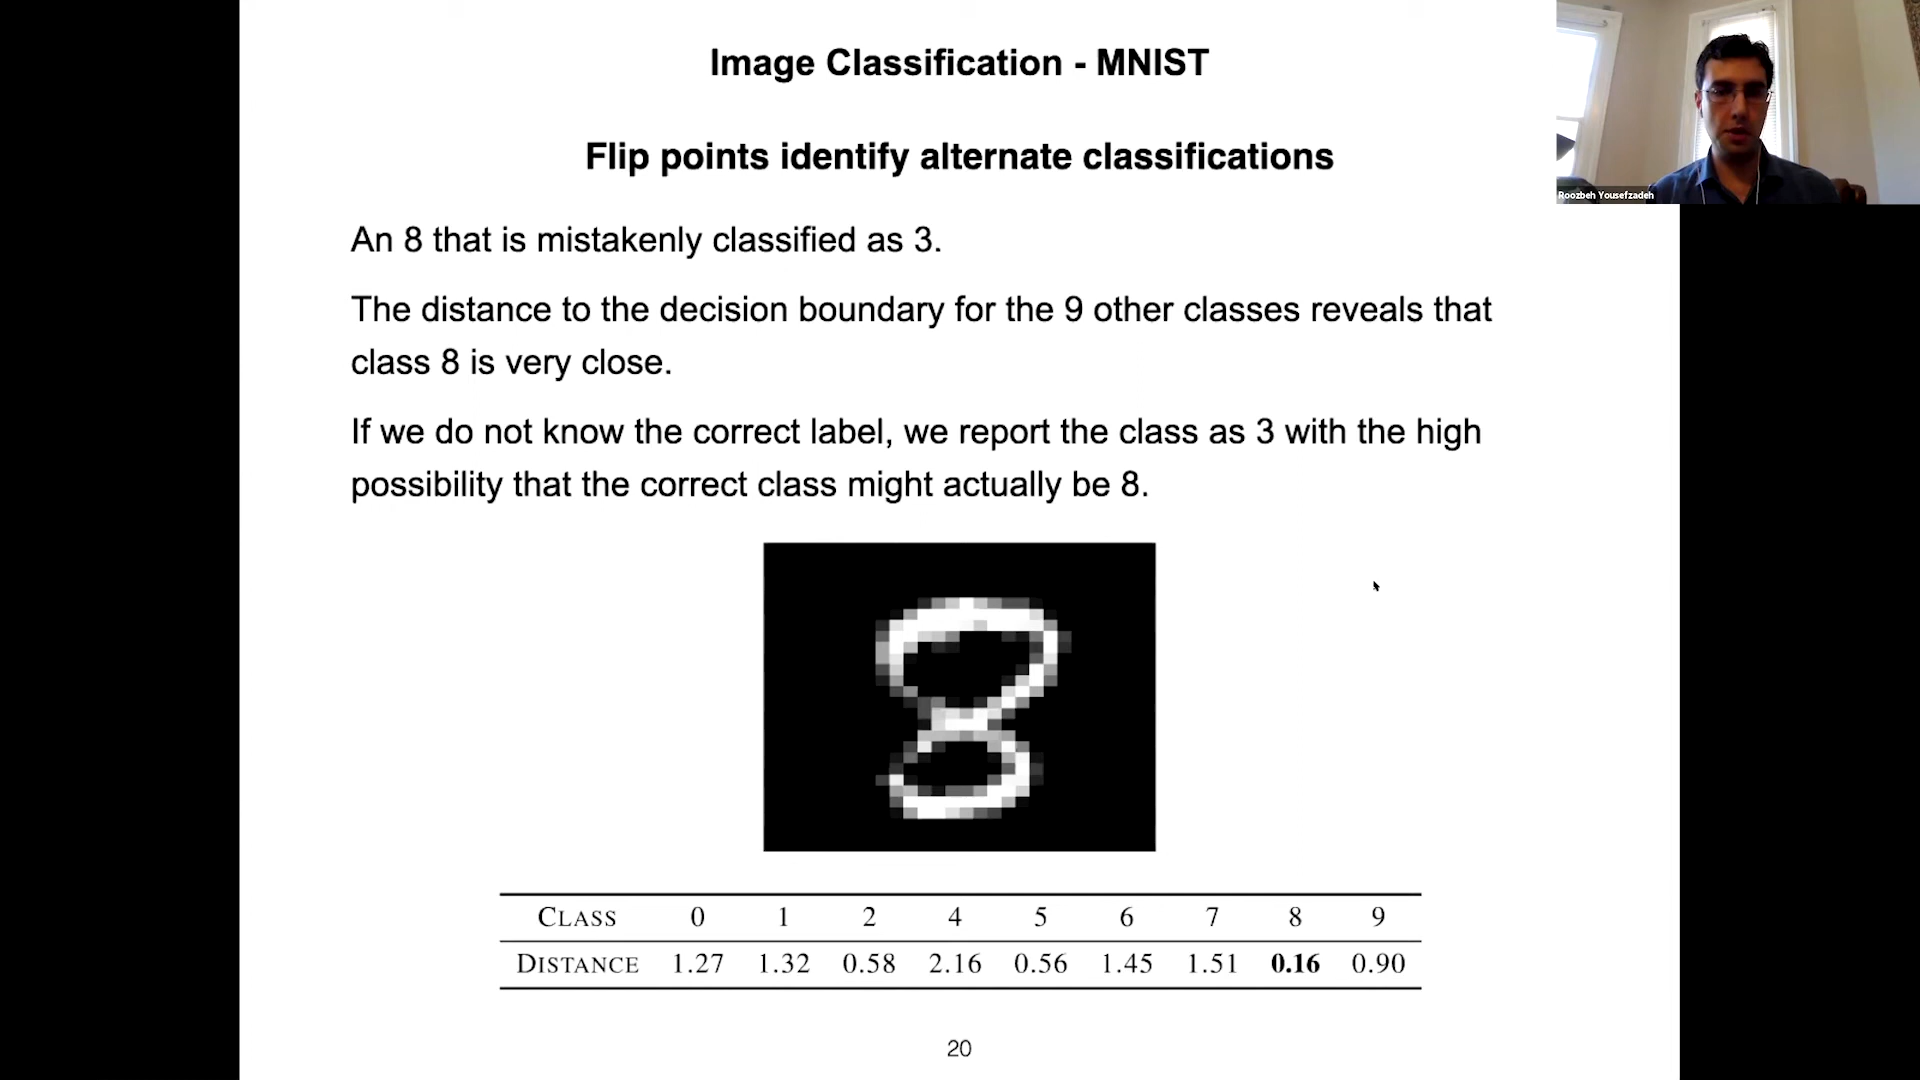 Image Classification - MNIST
Flip points identify alternate classifications
An 8 that is mistakenly classified as 3.
The distance to the decision boundary for the 9 other classes reveals that
class 8 is very close.
If we do not know the correct label, we report the class as 3 with the high
possibility that the correct class might actually be 8.
8
CLASS 0 1 2 4 5 6 7 8 9
DISTANCE 1.27 1.32 0.58 2.16 0.56 1.45 1.51 0.16 0.90
20
Roozbeh Yousefzadeh